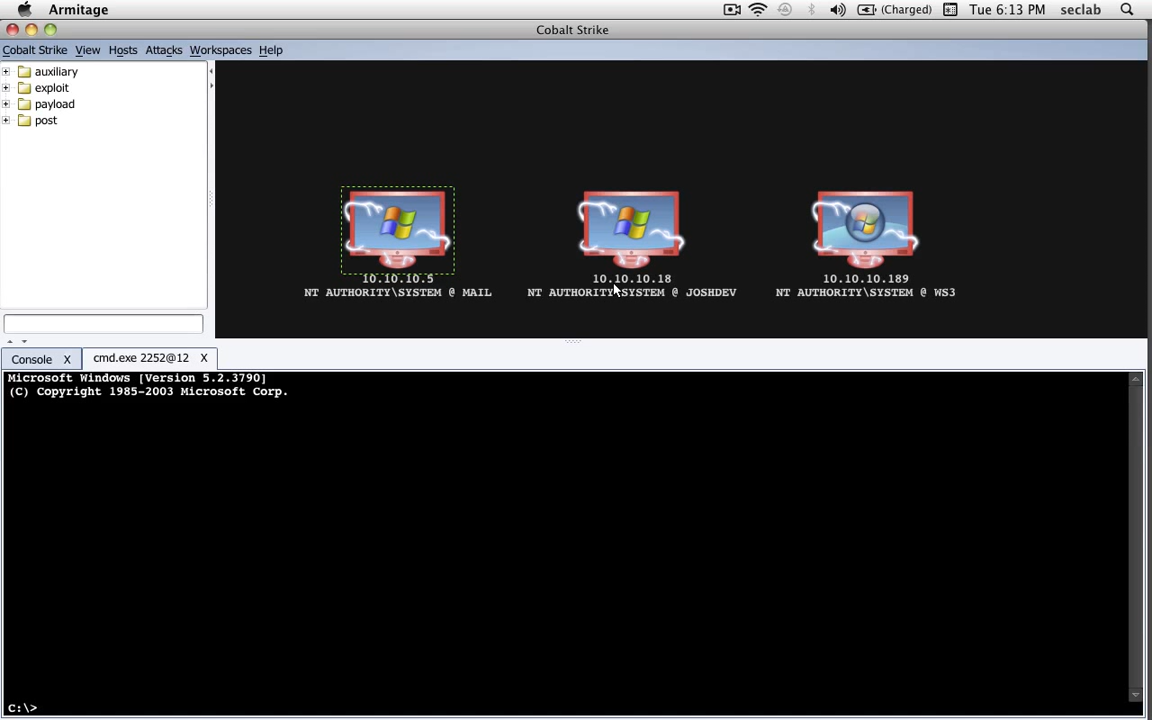 Armitage
(Charged)
Tue 6:13 PM
seclab
Cobalt Strike
Cobalt Strike View Hosts Attacks Workspaces Help
auxiliary
exploit
payload
post
10.10.10.5
NT AUTHORITY\SYSTEM @ MAIL
10.10.10.18
NT AUTHORITY\SYSTEM @ JOSHDEV
10.10.10.189
NT AUTHORITY\SYSTEM @ WS3
Console X
cmd.exe 2252@12 X
Microsoft Windows [Version 5.2.3790]
(C) Copyright 1985-2003 Microsoft Corp.
C:\>